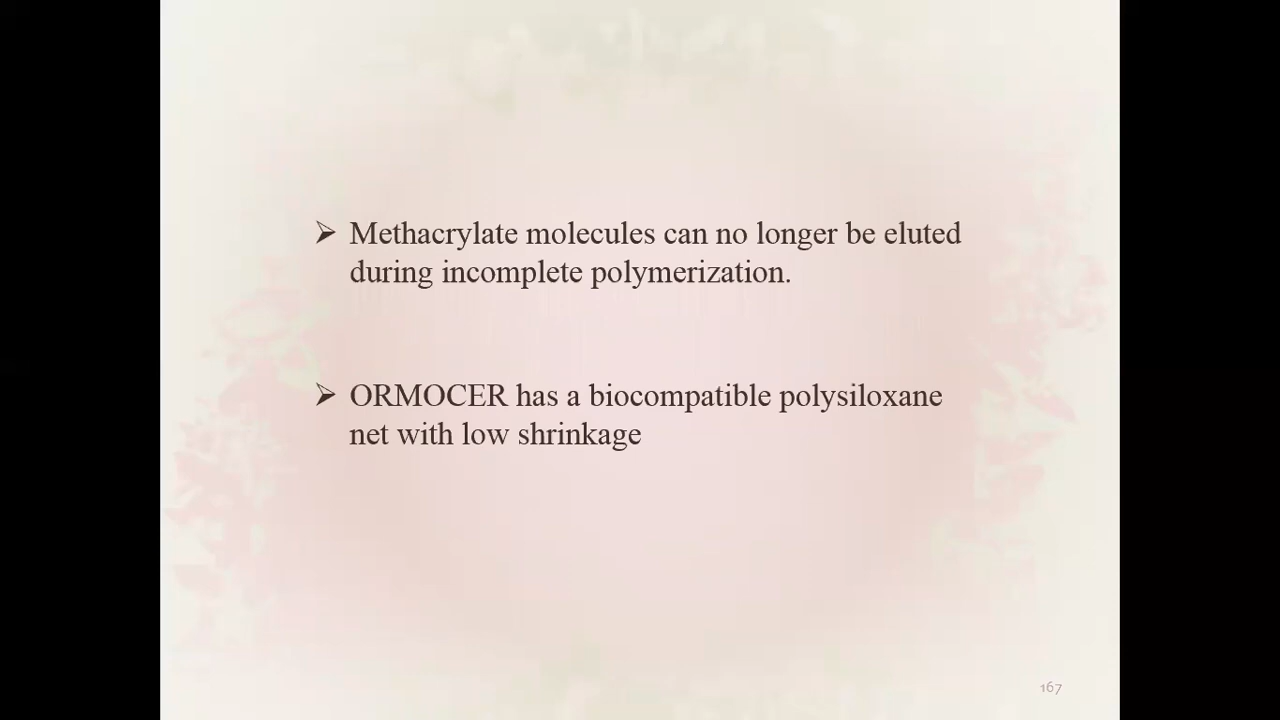 ➢ Methacrylate molecules can no longer be eluted
during incomplete polymerization.
➢ ORMOCER has a biocompatible polysiloxane
net with low shrinkage
167